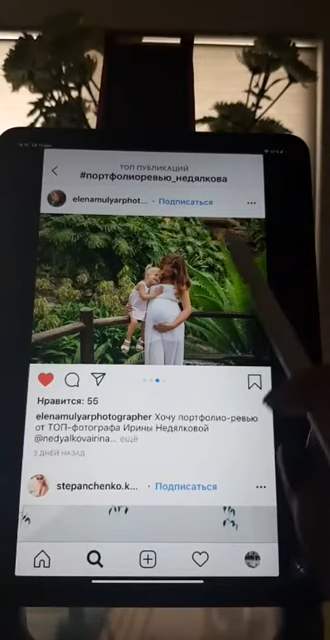 ТОП ПУБЛИКАЦИЙ
#портфолиоревью_недялкова
elenamulyarphot... · Подписаться
Нравится: 55
elenamulyarphotographer Хочу портфолио-ревью
от ТОП-фотографа Ирины Недялковой
@nedyalkovairina... ещё
3 ДНЕЙ НАЗАД
stepanchenko.k... · Подписаться